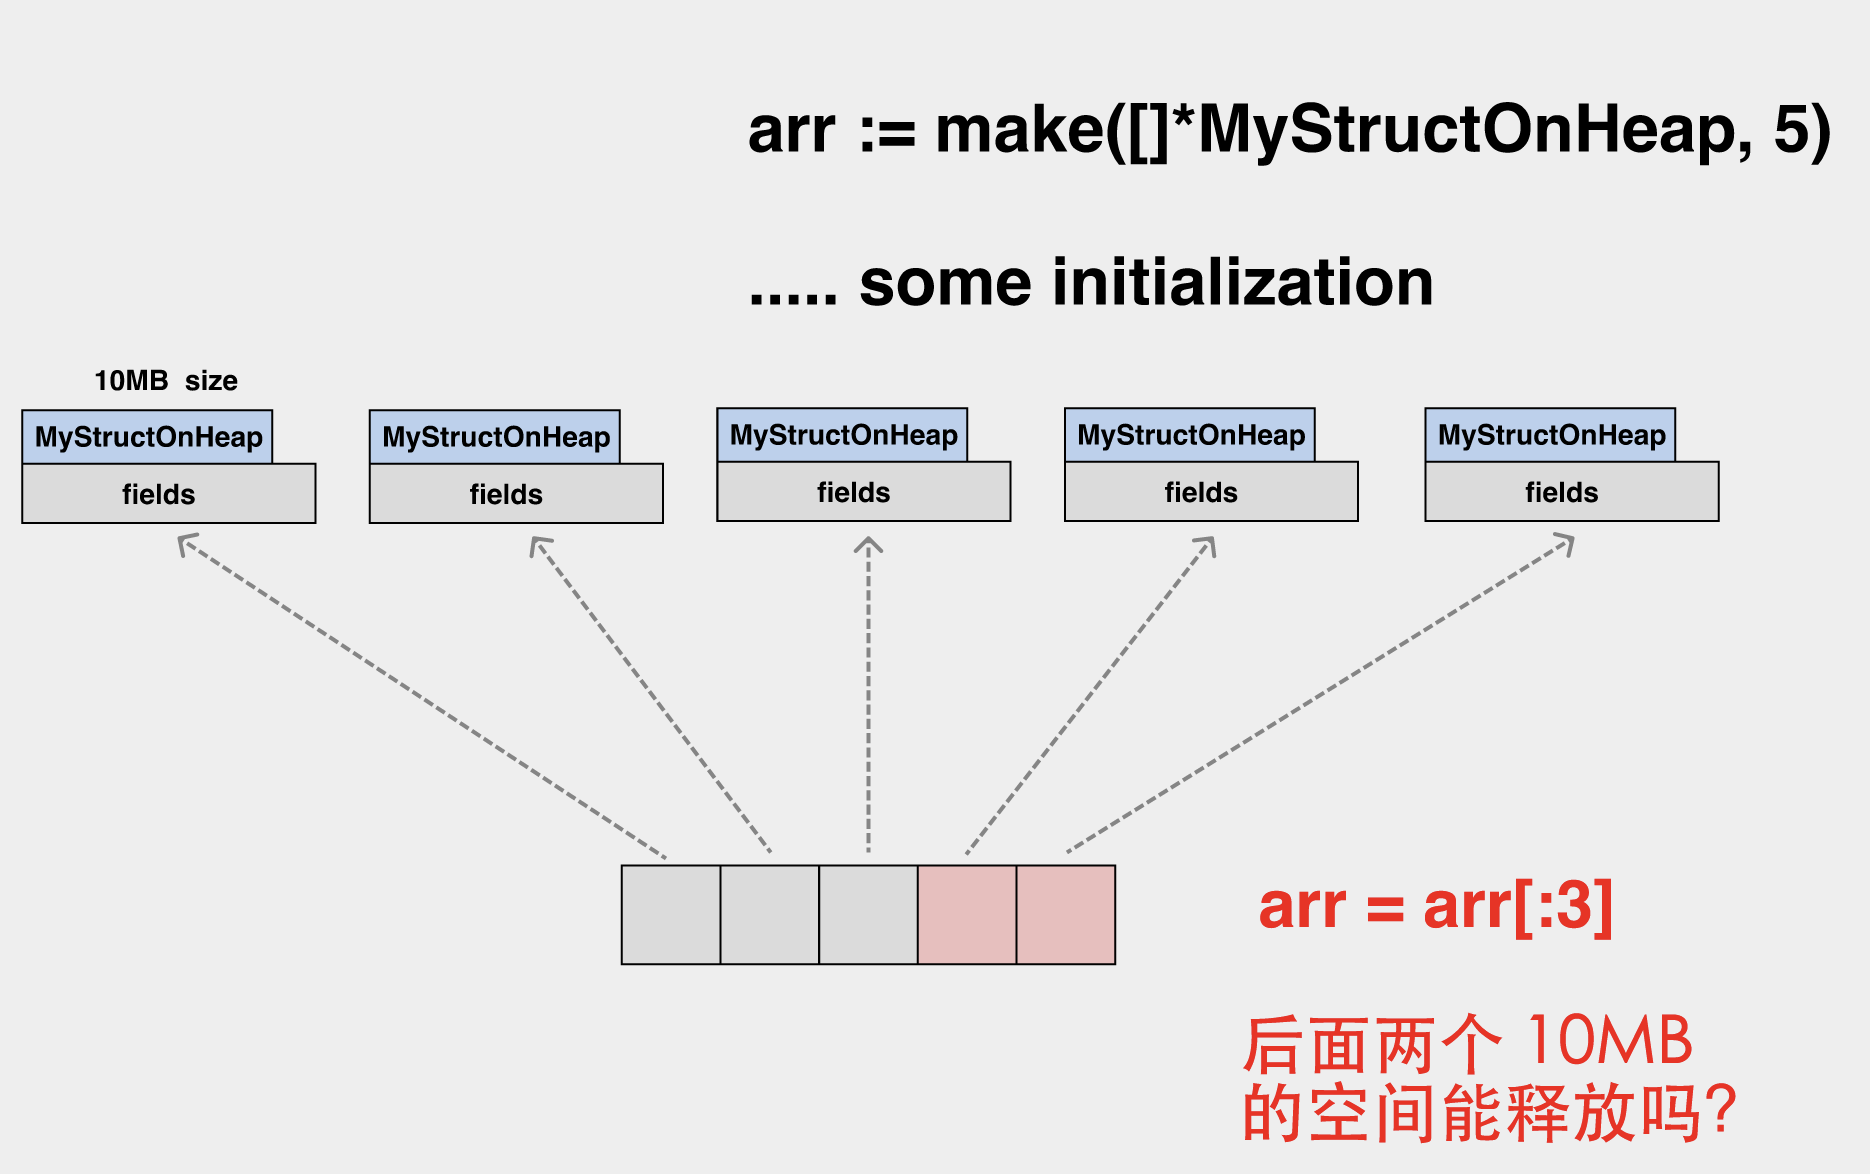 arr := make([]*MyStructOnHeap, 5)
..... some initialization
10MB  size
MyStructOnHeap
fields
MyStructOnHeap
fields
MyStructOnHeap
fields
MyStructOnHeap
fields
MyStructOnHeap
fields
arr = arr[:3]
后面两个 10MB
的空间能释放吗?